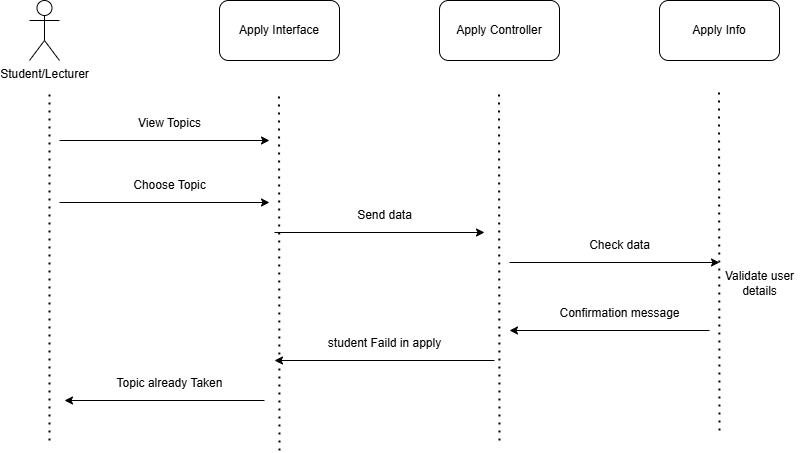 Apply Interface
Apply Controller
Apply Info
Student/Lecturer
View Topics
Choose Topic
Send data
Check data
Validate user
details
Confirmation message
student Faild in apply
Topic already Taken